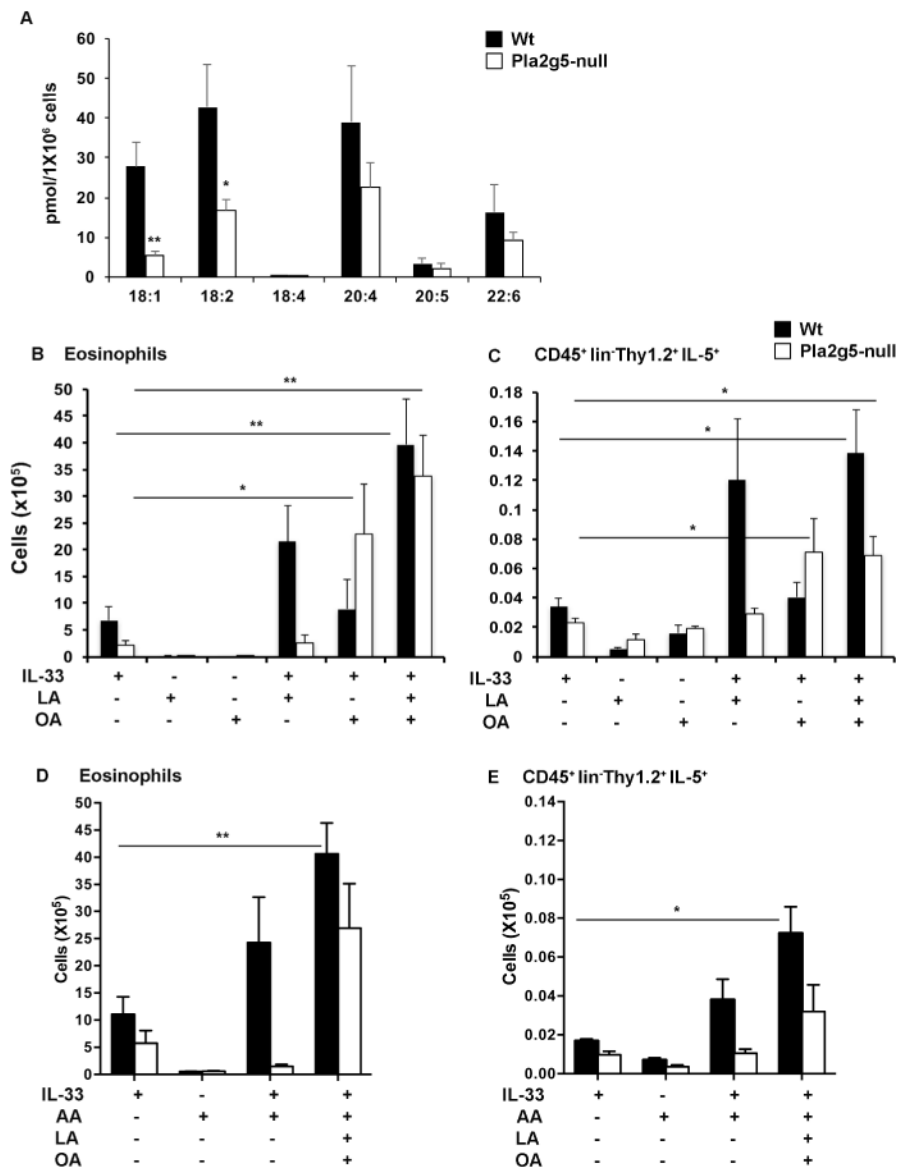 A
Wt
Pla2g5-null
pmol/1X10⁶ cells
60
50
40
30
20
10
0
18:1 18:2 18:4 20:4 20:5 22:6
** *
Wt
Pla2g5-null
B Eosinophils
C CD45⁺ lin⁻Thy1.2⁺ IL-5⁺
Cells (x10⁵)
50
45
40
35
30
25
20
15
10
5
0
**
**
*
IL-33 + - - + + +
LA - + - + - +
OA - - + - + +
0.18
0.16
0.14
0.12
0.1
0.08
0.06
0.04
0.02
0
*
*
*
IL-33 + - - + + +
LA - + - + - +
OA - - + - + +
D Eosinophils
E CD45⁺ lin⁻Thy1.2⁺ IL-5⁺
Cells (X10⁵)
50
45
40
35
30
25
20
15
10
5
0
**
IL-33 + - + +
AA - + + +
LA - - - +
OA - - - +
Cells (X10⁵)
0.14
0.12
0.10
0.08
0.06
0.04
0.02
0.00
*
IL-33 + - + +
AA - + + +
LA - - - +
OA - - - +